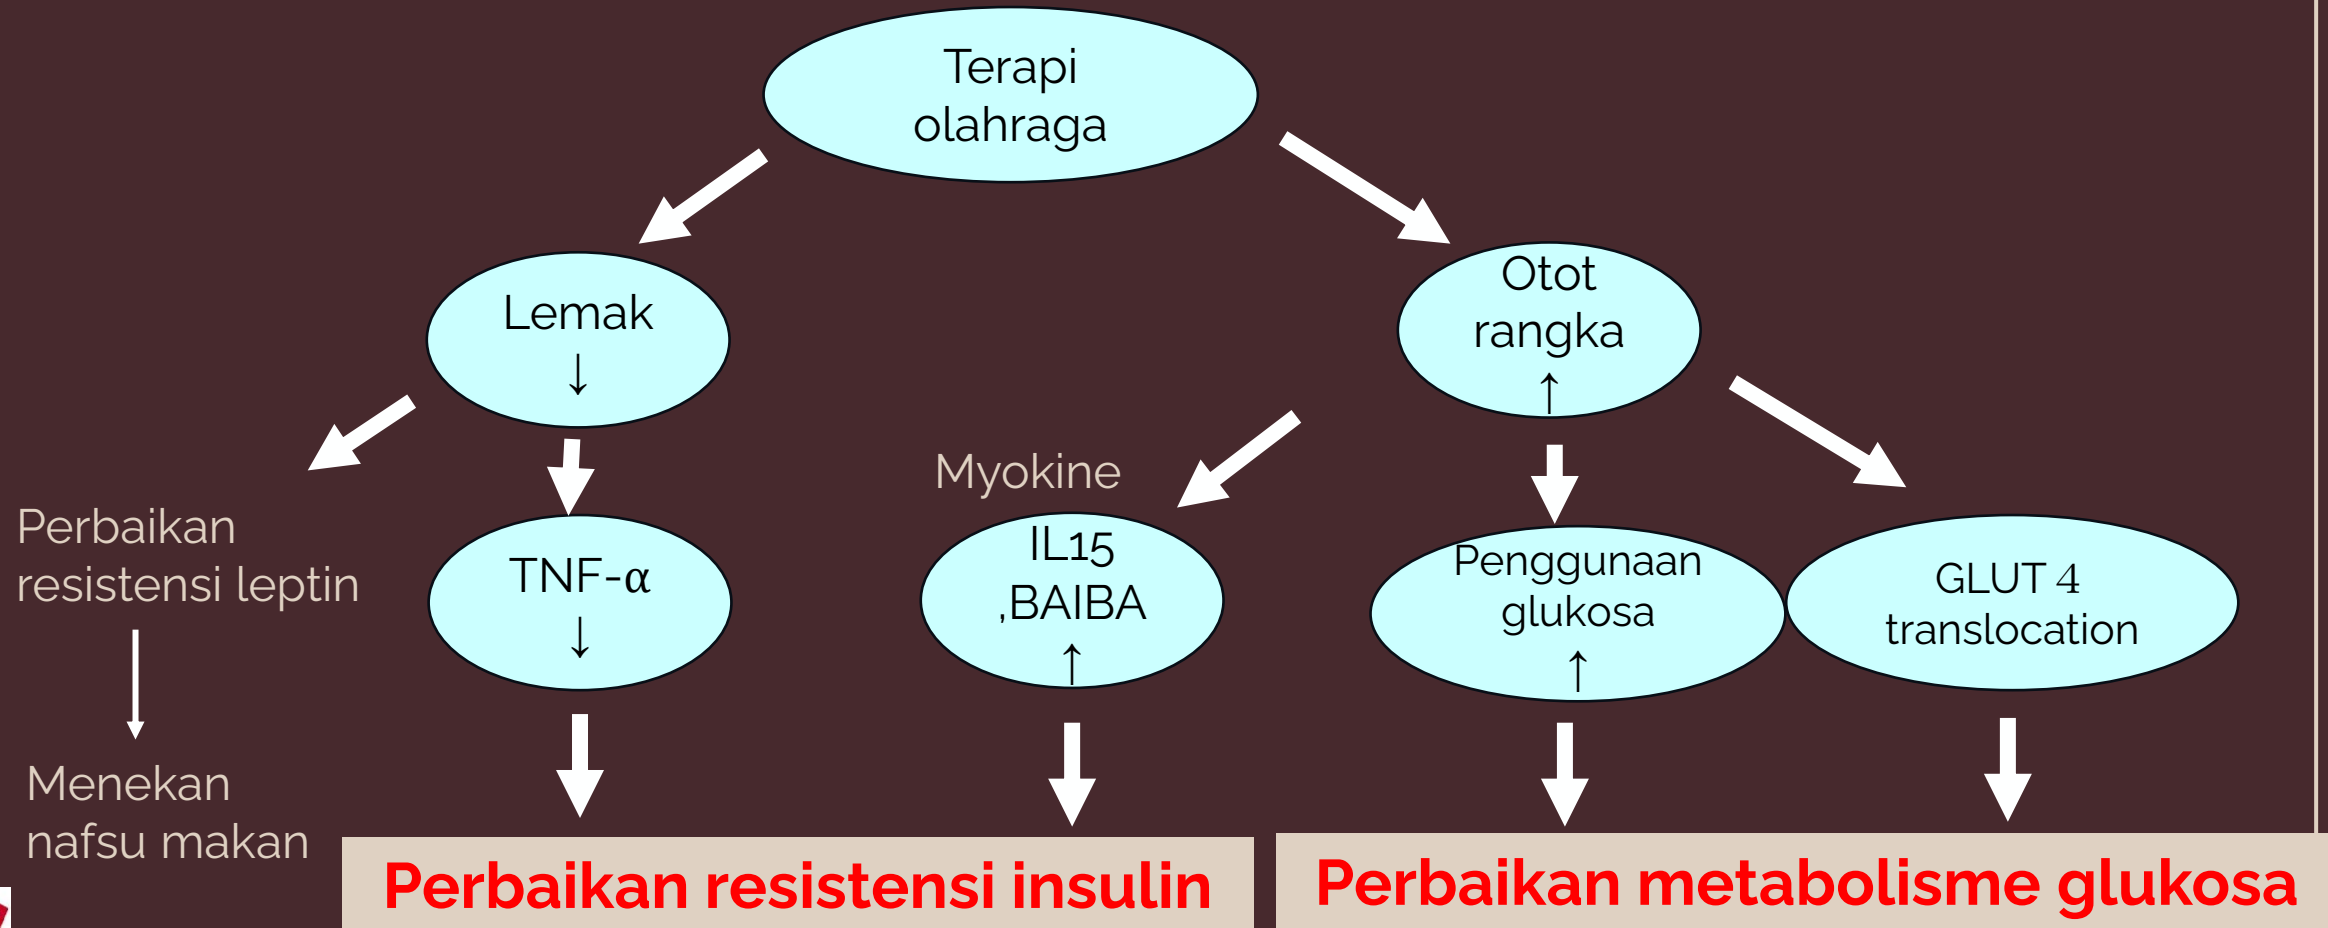 Terapi
olahraga
Lemak
↓
Otot
rangka
↑
Perbaikan
resistensi leptin
Menekan
nafsu makan
TNF-α
↓
Myokine
IL15
,BAIBA
↑
Penggunaan
glukosa
↑
GLUT 4
translocation
Perbaikan resistensi insulin
Perbaikan metabolisme glukosa